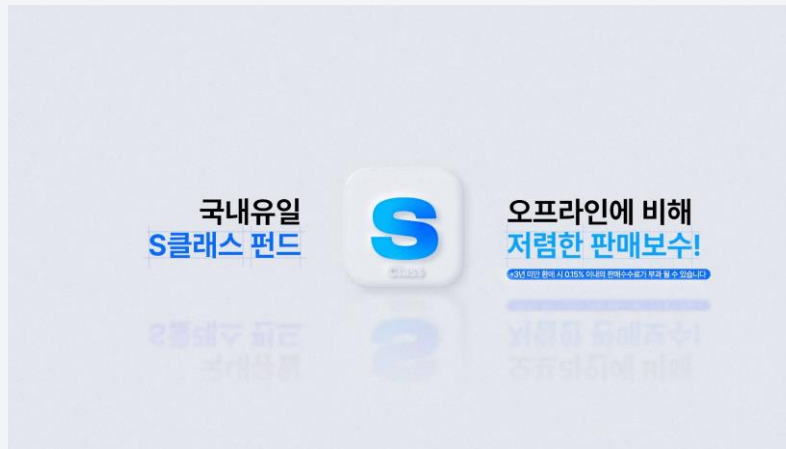 국내유일
S클래스 펀드
S
Class
오프라인에 비해
저렴한 판매보수!
*3년 미만 환매 시 0.15% 이내의 판매수수료가 부과 될 수 있습니다